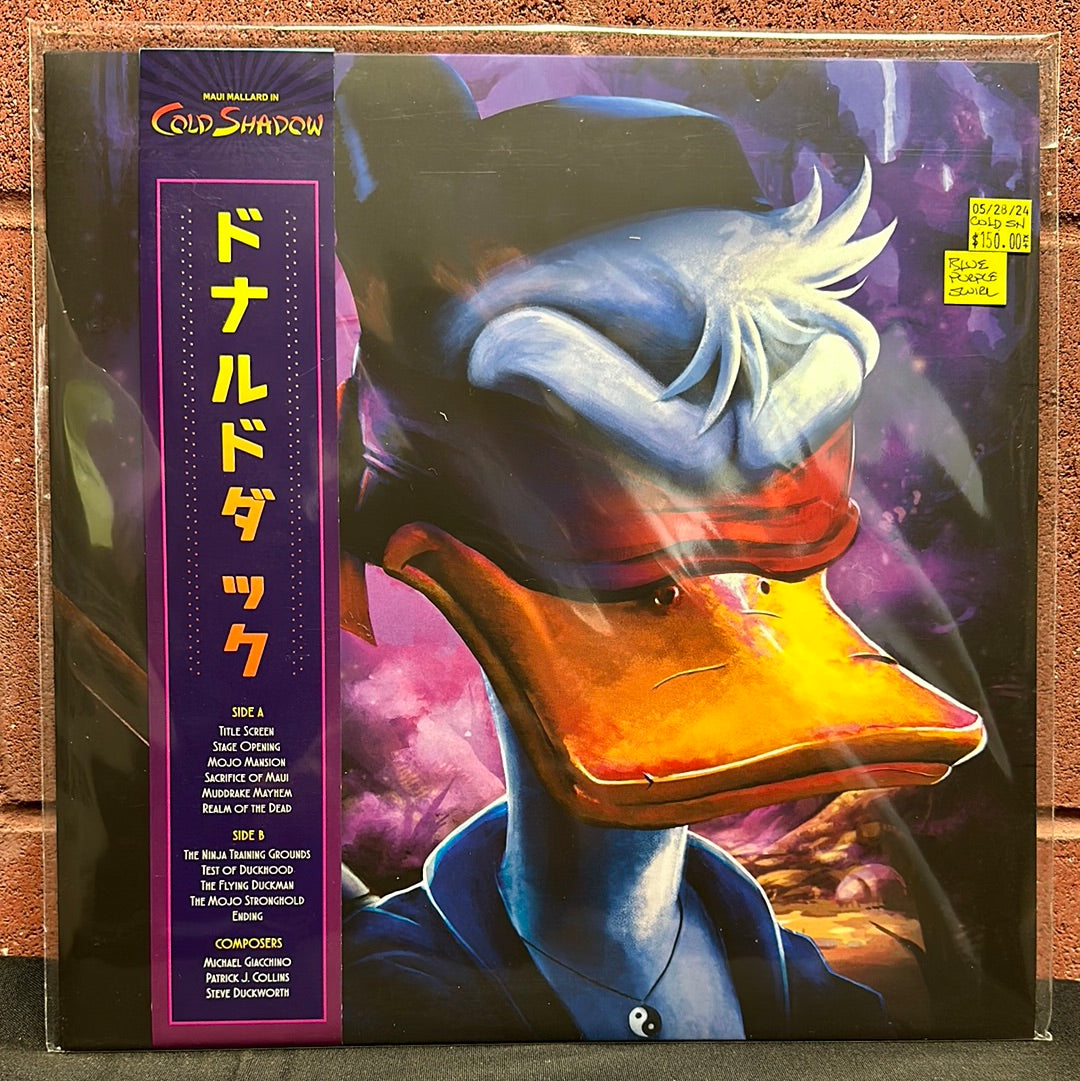 MAUI MALLARD IN
COLD SHADOW
ドナルドダック
SIDE A
TITLE SCREEN
STAGE OPENING
MOJO MANSION
SACRIFICE OF MAUI
MUDDRAKE MAYHEM
REALM OF THE DEAD
SIDE B
THE NINJA TRAINING GROUNDS
TEST OF DUCKHOOD
THE FLYING DUCKMAN
THE MOJO STRONGHOLD
ENDING
COMPOSERS
MICHAEL GIACCHINO
PATRICK J. COLLINS
STEVE DUCKWORTH
05/28/24
COLD SH
$150.00
BLUE
PURPLE
SWIRL